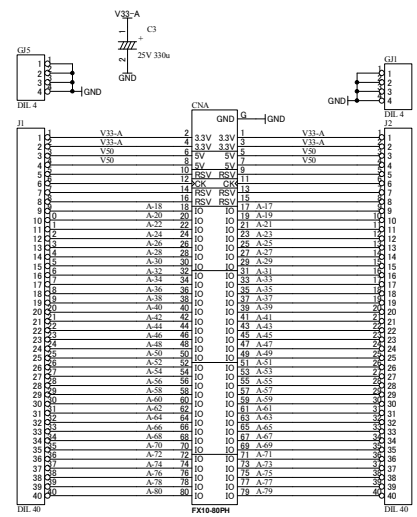 V33-A
1
C3
+
25V 330u
2
GND
GJ5
1
2
3
4
GND
DIL 4
GJ1
1
2
3
4
GND
DIL 4
CNA
GND G GND
J1
J2
1 V33-A 2 3.3V 3.3V 1 V33-A 1
2 V33-A 4 3.3V 3.3V 3 V33-A 2
3 V50 6 5V 5V 5 V50 3
4 V50 8 5V 5V 7 V50 4
5 10 RSV RSV 9 5
6 12 CK CK 11 6
7 14 RSV RSV 13 7
8 16 RSV RSV 15 8
9 A-18 18 IO IO 17 A-17 9
10 A-20 20 IO IO 19 A-19 10
11 A-22 22 IO IO 21 A-21 11
12 A-24 24 IO IO 23 A-23 12
13 A-26 26 IO IO 25 A-25 13
14 A-28 28 IO IO 27 A-27 14
15 A-30 30 IO IO 29 A-29 15
16 A-32 32 IO IO 31 A-31 16
17 A-34 34 IO IO 33 A-33 17
18 A-36 36 IO IO 35 A-35 18
19 A-38 38 IO IO 37 A-37 19
20 A-40 40 IO IO 39 A-39 20
21 A-42 42 IO IO 41 A-41 21
22 A-44 44 IO IO 43 A-43 22
23 A-46 46 IO IO 45 A-45 23
24 A-48 48 IO IO 47 A-47 24
25 A-50 50 IO IO 49 A-49 25
26 A-52 52 IO IO 51 A-51 26
27 A-54 54 IO IO 53 A-53 27
28 A-56 56 IO IO 55 A-55 28
29 A-58 58 IO IO 57 A-57 29
30 A-60 60 IO IO 59 A-59 30
31 A-62 62 IO IO 61 A-61 31
32 A-64 64 IO IO 63 A-63 32
33 A-66 66 IO IO 65 A-65 33
34 A-68 68 IO IO 67 A-67 34
35 A-70 70 IO IO 69 A-69 35
36 A-72 72 IO IO 71 A-71 36
37 A-74 74 IO IO 73 A-73 37
38 A-76 76 IO IO 75 A-75 38
39 A-78 78 IO IO 77 A-77 39
40 A-80 80 IO IO 79 A-79 40
DIL 40
FX10-80PH
DIL 40